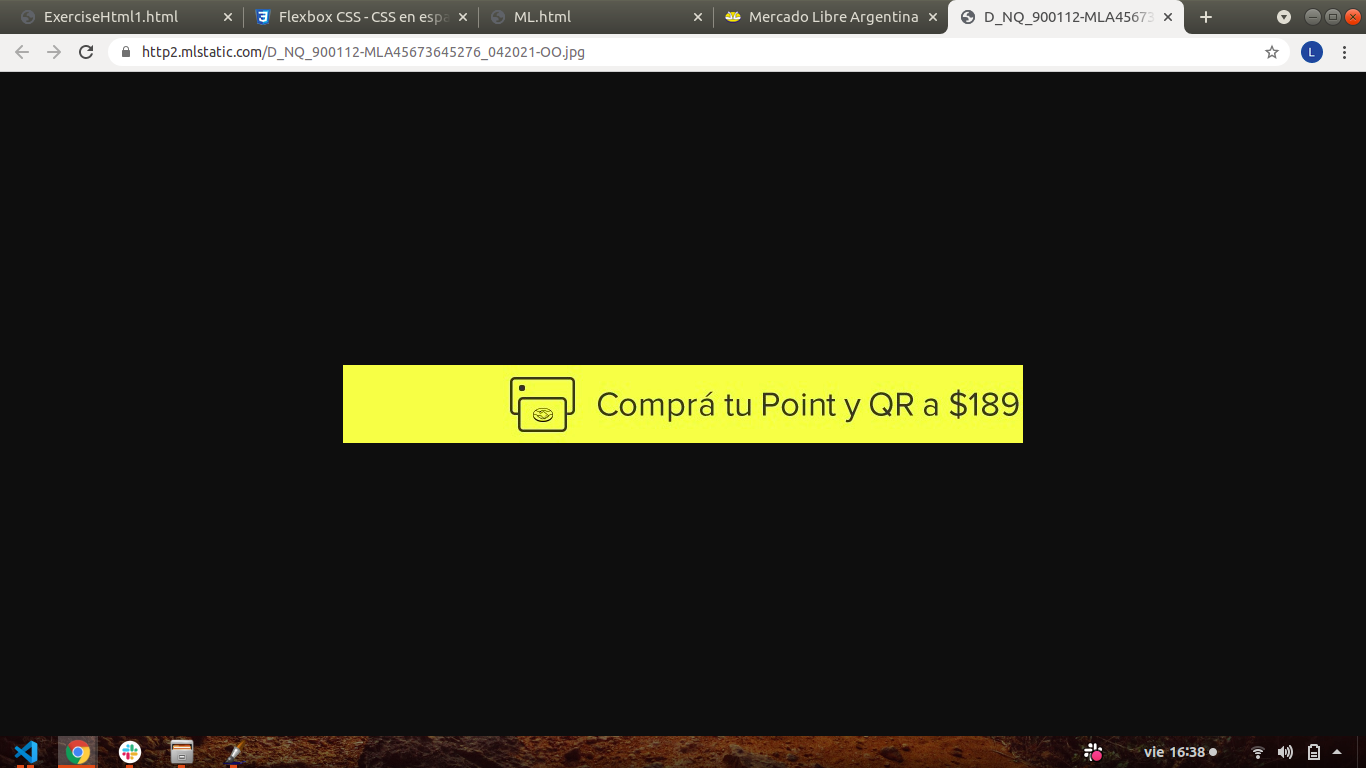 ExerciseHtml1.html
Flexbox CSS - CSS en espa
ML.html
Mercado Libre Argentina
D_NQ_900112-MLA45673
http2.mlstatic.com/D_NQ_900112-MLA45673645276_042021-OO.jpg
L
Comprá tu Point y QR a $189
vie 16:38